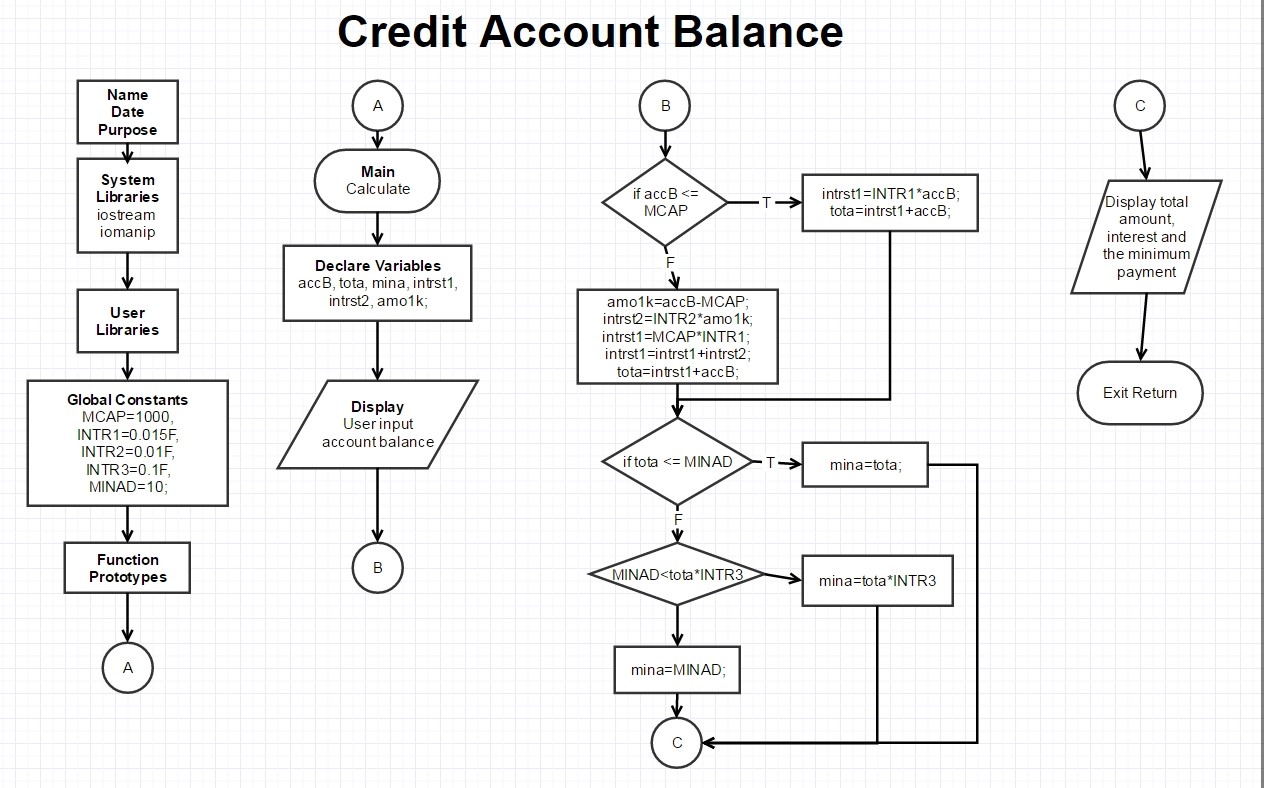 Credit Account Balance
Name
Date
Purpose
System
Libraries
iostream
iomanip
User
Libraries
Global Constants
MCAP=1000,
INTR1=0.015F,
INTR2=0.01F,
INTR3=0.1F,
MINAD=10;
Function
Prototypes
A
A
Main
Calculate
Declare Variables
accB, tota, mina, intrst1,
intrst2, amo1k;
Display
User input
account balance
B
B
if accB <=
MCAP
T
intrst1=INTR1*accB;
tota=intrst1+accB;
F
amo1k=accB-MCAP;
intrst2=INTR2*amo1k;
intrst1=MCAP*INTR1;
intrst1=intrst1+intrst2;
tota=intrst1+accB;
if tota <= MINAD
T
mina=tota;
F
MINAD<tota*INTR3
mina=tota*INTR3
mina=MINAD;
C
C
Display total
amount,
interest and
the minimum
payment
Exit Return